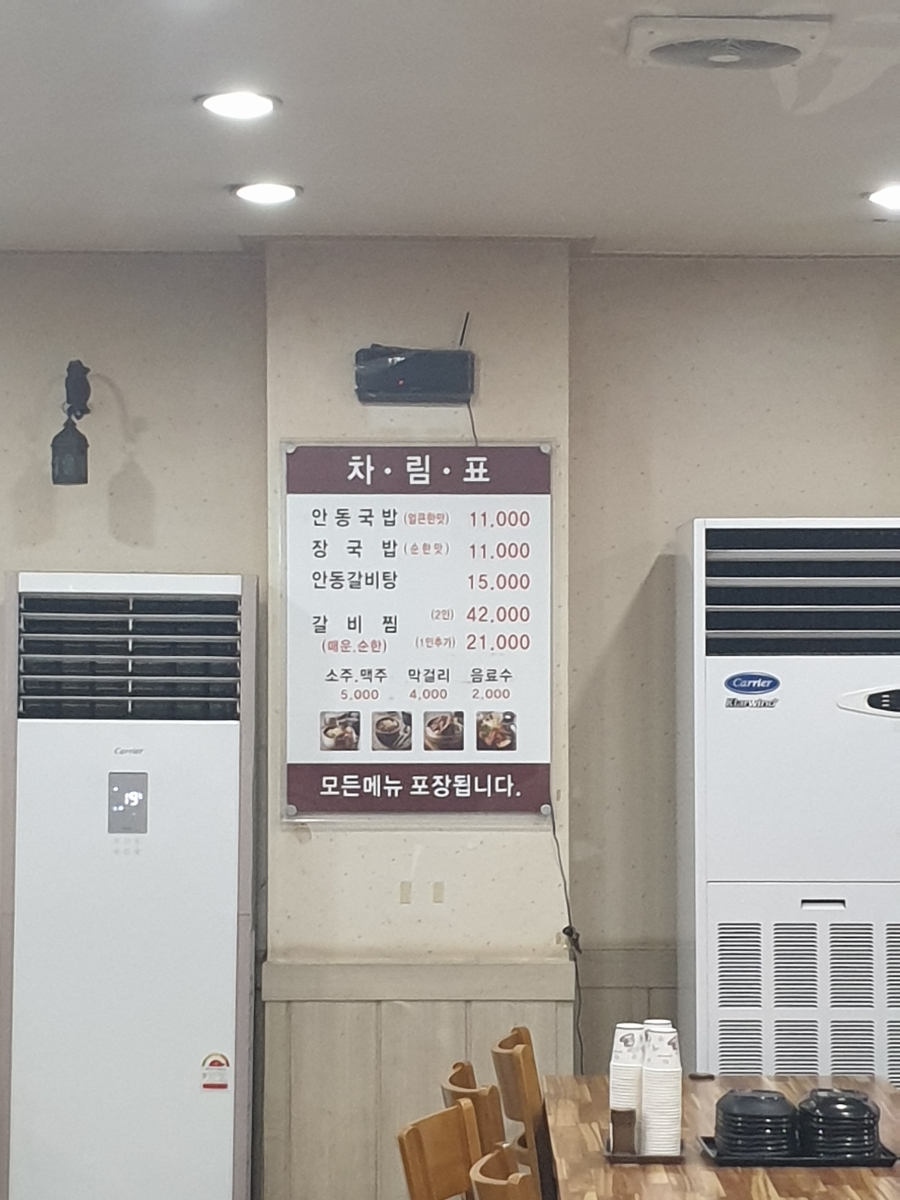 차·림·표
안동국밥 (얼큰한맛) 11,000
장국밥 (순한맛) 11,000
안동갈비탕 15,000
갈비찜 (2인) 42,000
(매운.순한) (1인추가) 21,000
소주.맥주 막걸리 음료수
5,000 4,000 2,000
모든메뉴 포장됩니다.
Carrier
Carrier
19